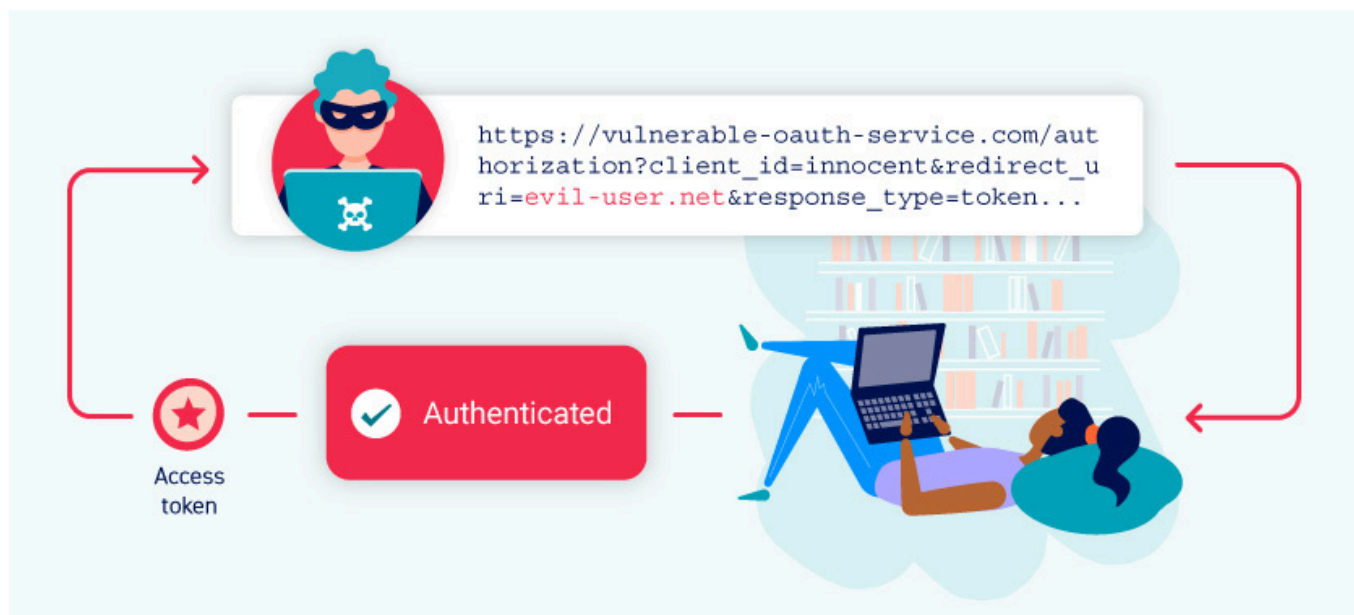 https://vulnerable-oauth-service.com/aut
horization?client_id=innocent&redirect_u
ri=evil-user.net&response_type=token...
Authenticated
Access
token